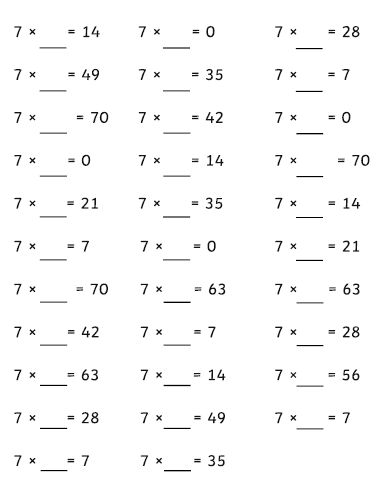 7 × ___ = 14 7 × ___ = 0 7 × ___ = 28
7 × ___ = 49 7 × ___ = 35 7 × ___ = 7
7 × ___ = 70 7 × ___ = 42 7 × ___ = 0
7 × ___ = 0 7 × ___ = 14 7 × ___ = 70
7 × ___ = 21 7 × ___ = 35 7 × ___ = 14
7 × ___ = 7 7 × ___ = 0 7 × ___ = 21
7 × ___ = 70 7 × ___ = 63 7 × ___ = 63
7 × ___ = 42 7 × ___ = 7 7 × ___ = 28
7 × ___ = 63 7 × ___ = 14 7 × ___ = 56
7 × ___ = 28 7 × ___ = 49 7 × ___ = 7
7 × ___ = 7 7 × ___ = 35